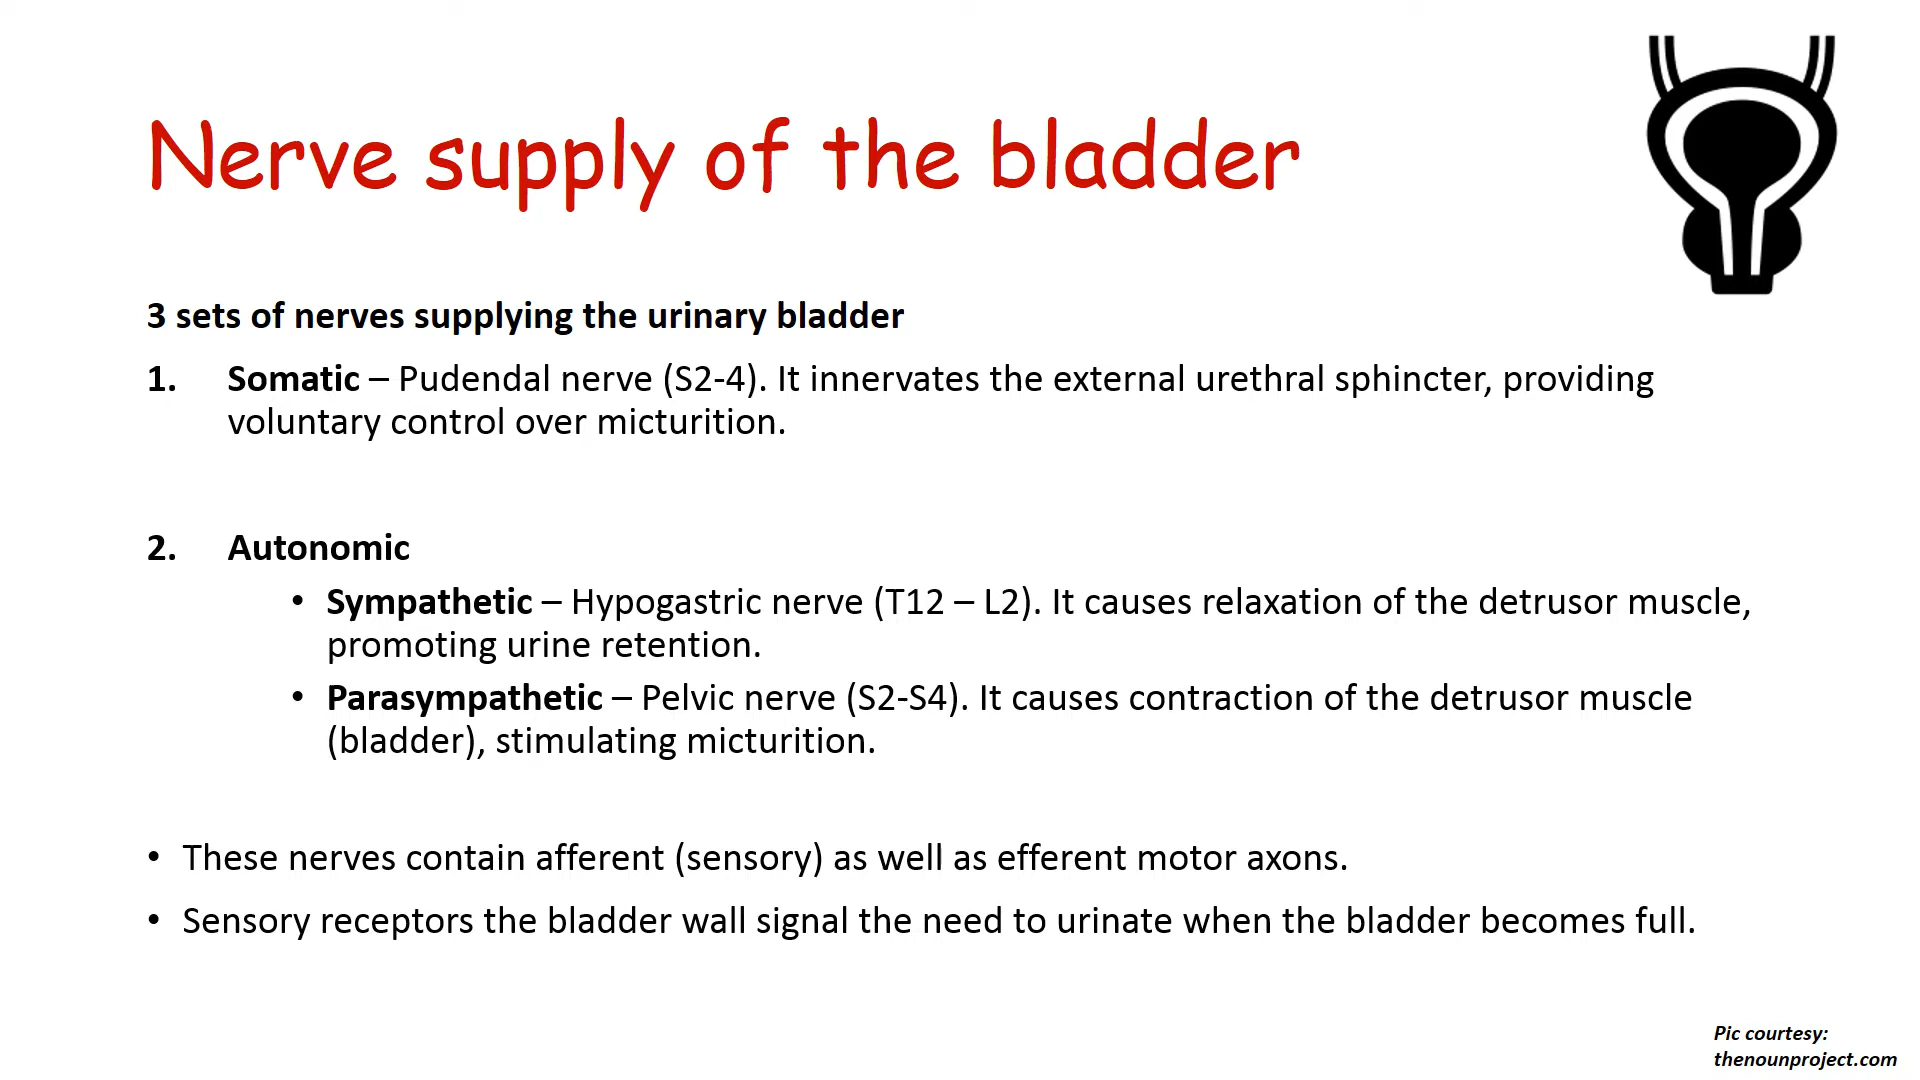 Nerve supply of the bladder
3 sets of nerves supplying the urinary bladder
1. Somatic – Pudendal nerve (S2-4). It innervates the external urethral sphincter, providing
voluntary control over micturition.
2. Autonomic
• Sympathetic – Hypogastric nerve (T12 – L2). It causes relaxation of the detrusor muscle,
promoting urine retention.
• Parasympathetic – Pelvic nerve (S2-S4). It causes contraction of the detrusor muscle
(bladder), stimulating micturition.
• These nerves contain afferent (sensory) as well as efferent motor axons.
• Sensory receptors the bladder wall signal the need to urinate when the bladder becomes full.
Pic courtesy:
thenounproject.com